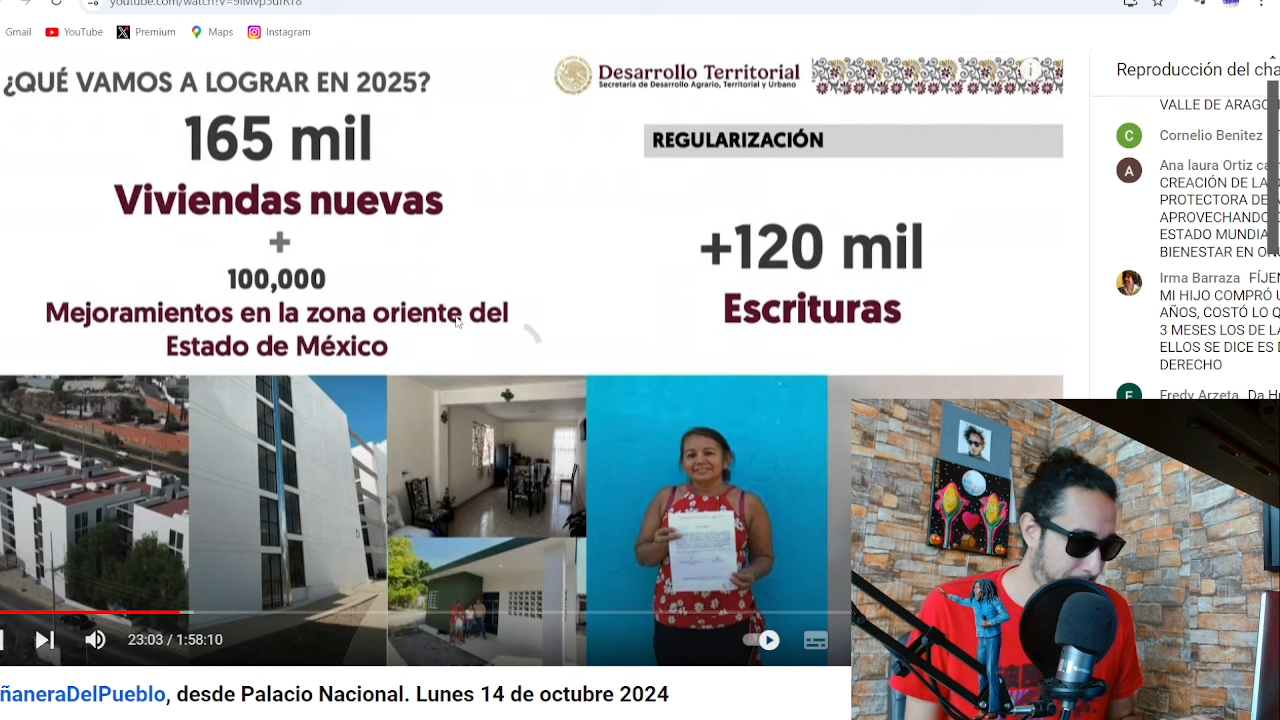 youtube.com/watch?v=
Gmail
YouTube
Premium
Maps
Instagram
¿QUÉ VAMOS A LOGRAR EN 2025?
165 mil
Viviendas nuevas
+
100,000
Mejoramientos en la zona oriente del
Estado de México
Desarrollo Territorial
Secretaría de Desarrollo Agrario, Territorial y Urbano
REGULARIZACIÓN
+120 mil
Escrituras
Reproducción del cha
VALLE DE ARAGO
C
Cornelio Benitez
A
Ana laura Ortiz ca
CREACIÓN DE LA
PROTECTORA DE
APROVECHANDO
ESTADO MUNDIA
BIENESTAR EN
Irma Barraza FÍJEN
MI HIJO COMPRÓ U
AÑOS, COSTÓ LO Q
3 MESES LOS DE LA
ELLOS SE DICE ES D
DERECHO
F
Fredy Arzeta Da
23:03 / 1:58:10
ñaneraDelPueblo, desde Palacio Nacional. Lunes 14 de octubre 2024